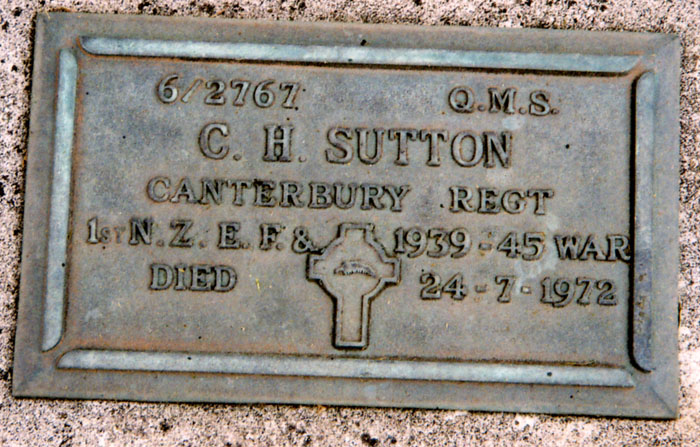 6/2767 Q.M.S.
C. H. SUTTON
CANTERBURY REGT
1ST N.Z.E.F. & 1939-45 WAR
DIED 24-7-1972